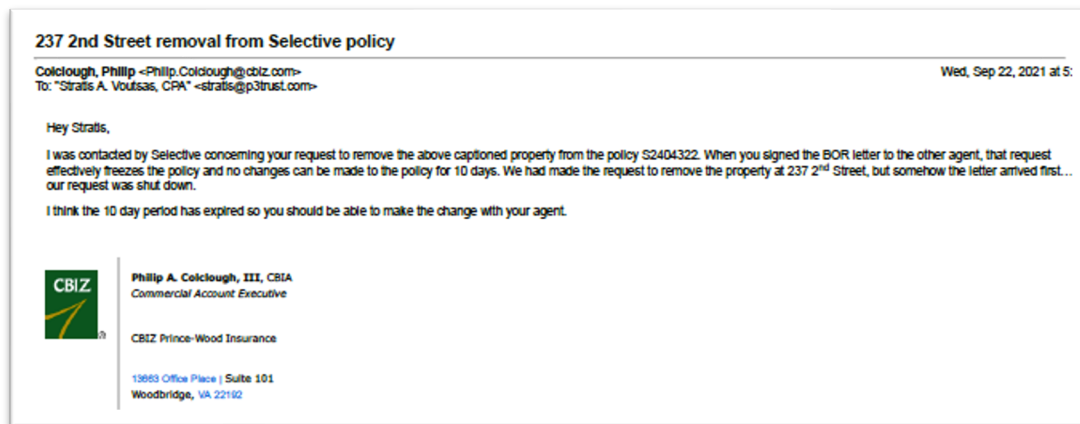 237 2nd Street removal from Selective policy
Colclough, Philip <Philip.Colclough@cbiz.com>
Wed, Sep 22, 2021 at 5:
To: "Stratis A. Voutsas, CPA" <stratis@p3trust.com>
Hey Stratis,
I was contacted by Selective concerning your request to remove the above captioned property from the policy S2404322. When you signed the BOR letter to the other agent, that request
effectively freezes the policy and no changes can be made to the policy for 10 days. We had made the request to remove the property at 237 2nd Street, but somehow the letter arrived first...
our request was shut down.
I think the 10 day period has expired so you should be able to make the change with your agent.
CBIZ
®
Philip A. Colclough, III, CBIA
Commercial Account Executive
CBIZ Prince-Wood Insurance
13663 Office Place | Suite 101
Woodbridge, VA 22192